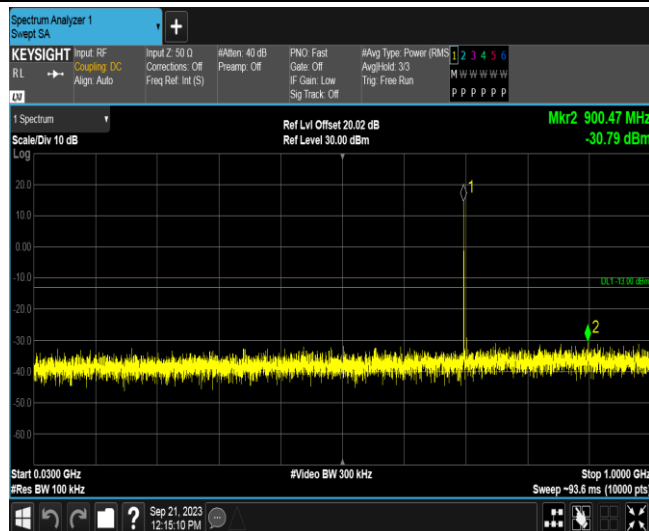 Spectrum Analyzer 1
Swept SA
+
KEYSIGHT
RL
LXI
Input: RF
Coupling: DC
Align: Auto
Input Z: 50 Ω
Corrections: Off
Freq Ref: Int (S)
#Atten: 40 dB
Preamp: Off
PNO: Fast
Gate: Off
IF Gain: Low
Sig Track: Off
#Avg Type: Power (RMS
Avg|Hold: 3/3
Trig: Free Run
1 2 3 4 5 6
M W W W W W
P P P P P P
1 Spectrum
Scale/Div 10 dB
Log
Ref Lvl Offset 20.02 dB
Ref Level 30.00 dBm
Mkr2 900.47 MHz
-30.79 dBm
20.0
10.0
0.00
-10.0
-20.0
-30.0
-40.0
-50.0
-60.0
1
DL1 -13.00 dBm
2
Start 0.0300 GHz
#Res BW 100 kHz
#Video BW 300 kHz
Stop 1.0000 GHz
Sweep ~93.6 ms (10000 pts)
?
Sep 21, 2023
12:15:10 PM